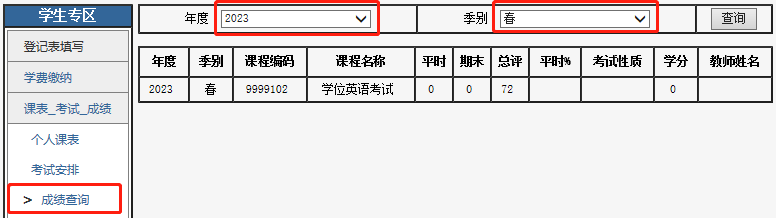 学生专区
登记表填写
学费缴纳
课表_考试_成绩
个人课表
考试安排
> 成绩查询
年度 2023 季别 春 查询
年度 季别 课程编码 课程名称 平时 期末 总评 平时% 考试性质 学分 教师姓名
2023 春 9999102 学位英语考试 0 0 72 0